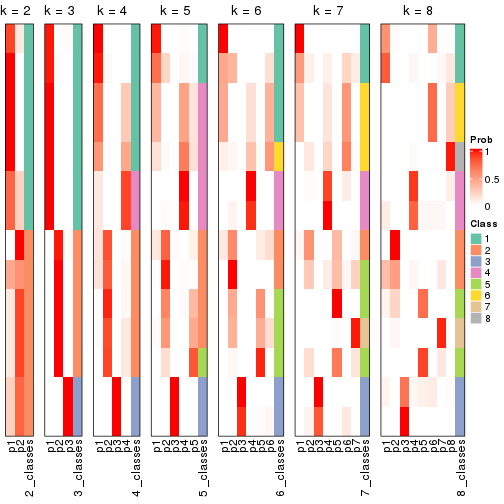 k = 2 k = 3 k = 4 k = 5 k = 6 k = 7 k = 8
Prob
1
0.5
0
Class
1
2
3
4
5
6
7
8
p1 p2 2_classes p1 p2 p3 3_classes p1 p2 p3 p4 4_classes p1 p2 p3 p4 p5 5_classes p1 p2 p3 p4 p5 p6 6_classes p1 p2 p3 p4 p5 p6 p7 7_classes p1 p2 p3 p4 p5 p6 p7 p8 8_classes